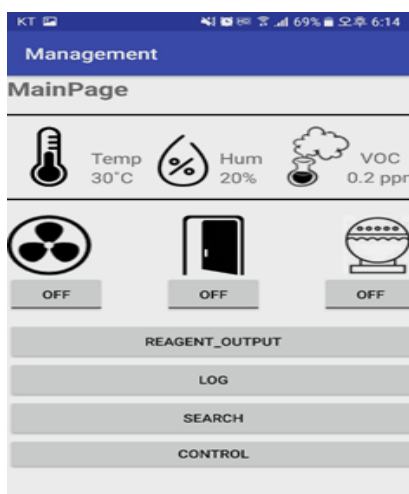 KT 69% 오후 6:14
Management
MainPage
Temp Hum VOC
30°C % 20% 0.2 ppm
OFF OFF OFF
REAGENT_OUTPUT
LOG
SEARCH
CONTROL